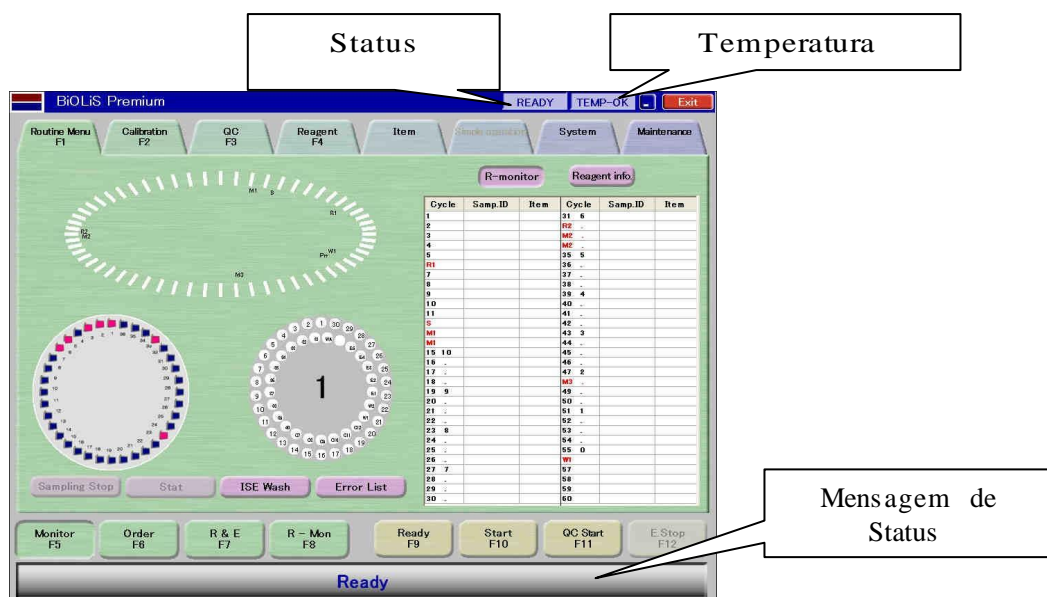 Status
Temperatura
BiOLiS Premium
READY
TEMP-OK
Exit
Routine Menu
F1
Calibration
F2
QC
F3
Reagent
F4
Item
System
Maintenance
R-monitor
Reagent info.
M1 S
R1
R2
M2
W1
M3
1
Cycle Samp.ID Item Cycle Samp.ID Item
1 31 6
2 R2 .
3 M2 .
4 M2 .
5 35 5
R1 36 .
7 37 .
8 38 .
9 39 4
10 40 .
11 41 .
S 42 .
M1 43 3
M1 44 .
15 10 45 .
16 . 46 .
17 . 47 2
18 . M3 .
19 9 49 .
20 . 50 .
21 . 51 1
22 . 52 .
23 8 53 .
24 . 54 .
25 . 55 0
26 . W1
27 7 57
28 . 58
29 . 59
30 . 60
Sampling Stop
Stat
ISE Wash
Error List
Monitor
F5
Order
F6
R & E
F7
R - Mon
F8
Ready
F9
Start
F10
QC Start
F11
E.Stop
F12
Ready
Mensagem de
Status